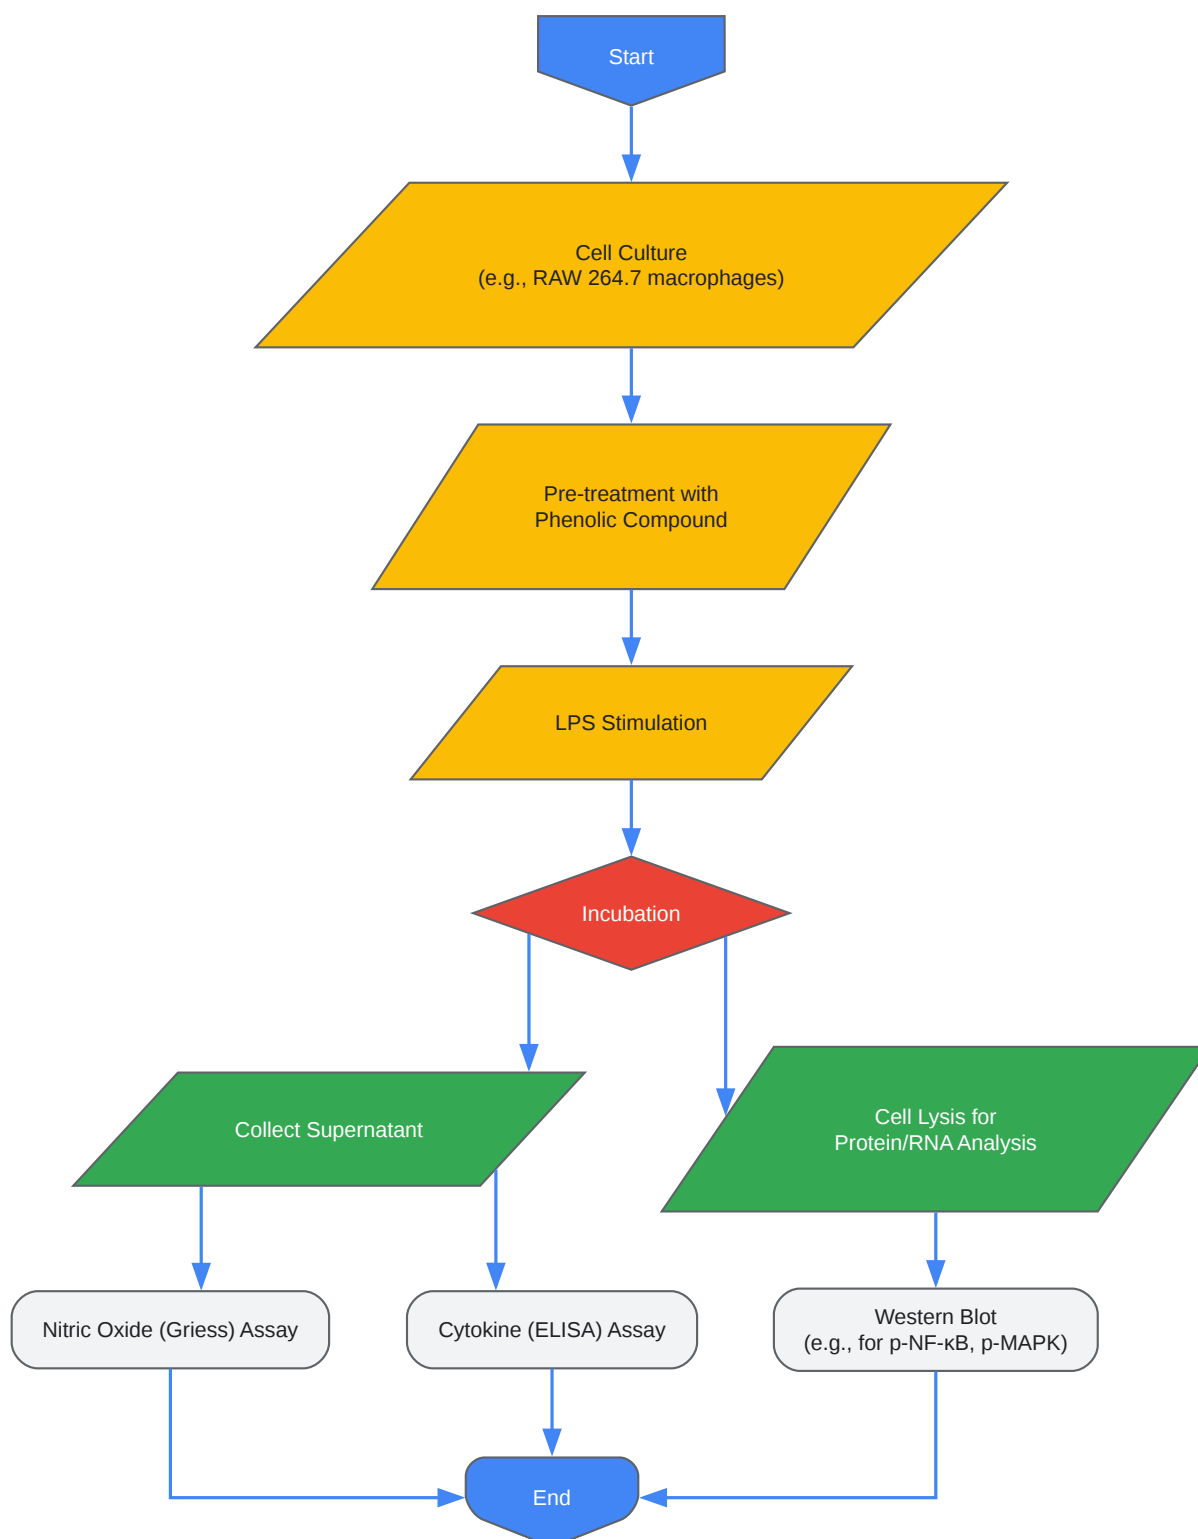 Start
Cell Culture
(e.g., RAW 264.7 macrophages)
Pre-treatment with
Phenolic Compound
LPS Stimulation
Incubation
Collect Supernatant
Cell Lysis for
Protein/RNA Analysis
Nitric Oxide (Griess) Assay
Cytokine (ELISA) Assay
Western Blot
(e.g., for p-NF-κB, p-MAPK)
End